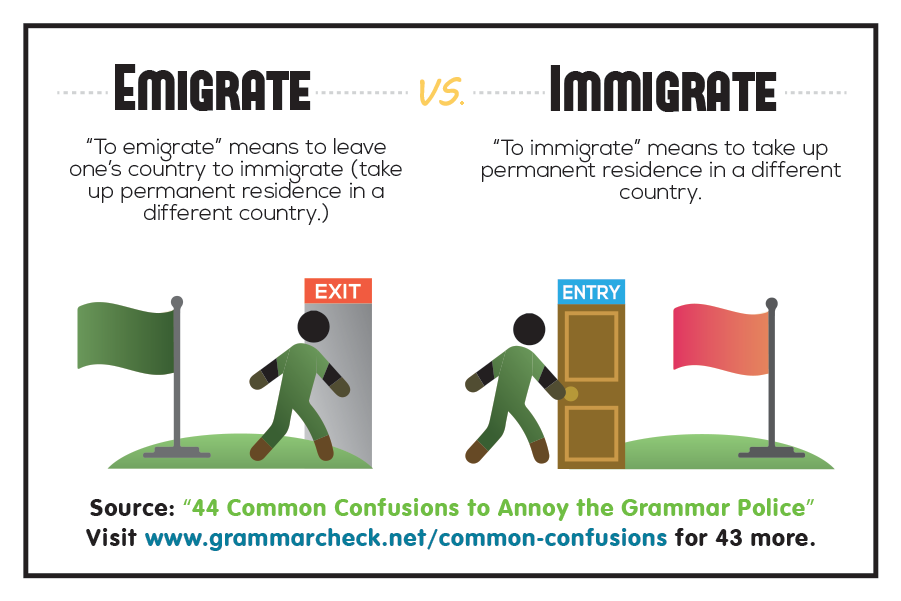 EMIGRATE VS. IMMIGRATE
“To emigrate” means to leave
one’s country to immigrate (take
up permanent residence in a
different country.)
“To immigrate” means to take up
permanent residence in a different
country.
EXIT
ENTRY
Source: “44 Common Confusions to Annoy the Grammar Police”
Visit www.grammarcheck.net/common-confusions for 43 more.